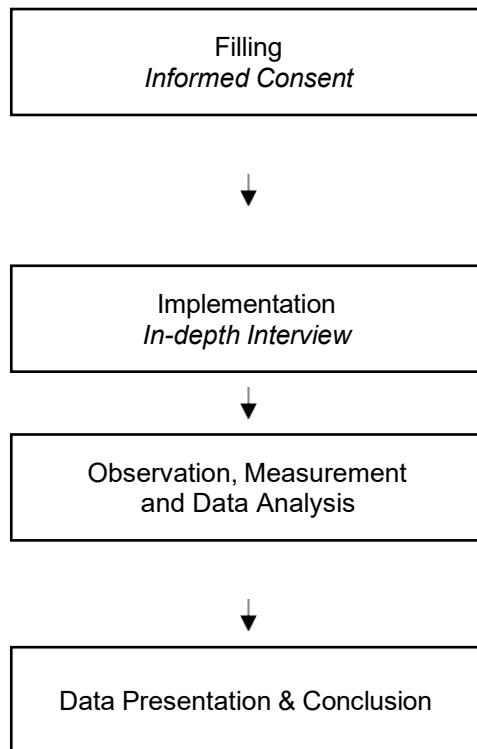 Filling
Informed Consent
Implementation
In-depth Interview
Observation, Measurement
and Data Analysis
Data Presentation & Conclusion